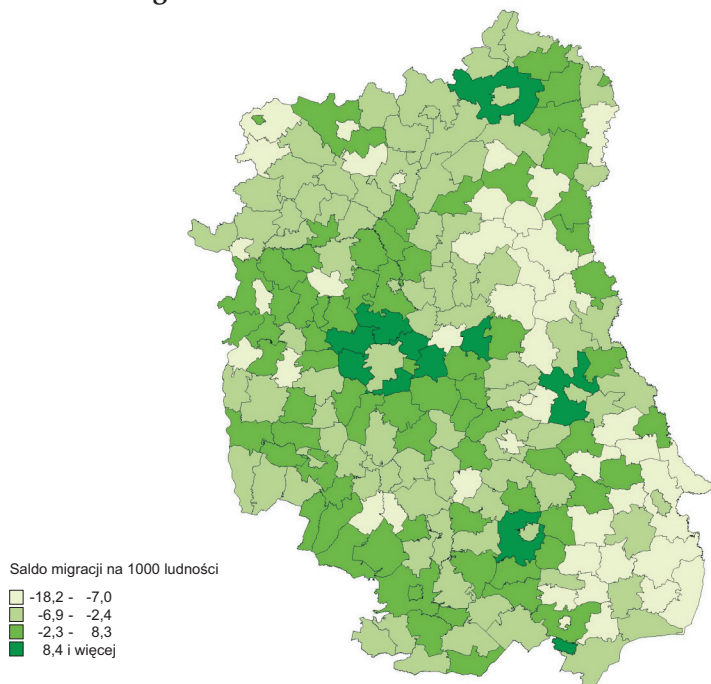 Saldo migracji na 1000 ludności
-18,2 - -7,0
-6,9 - -2,4
-2,3 - 8,3
8,4 i więcej